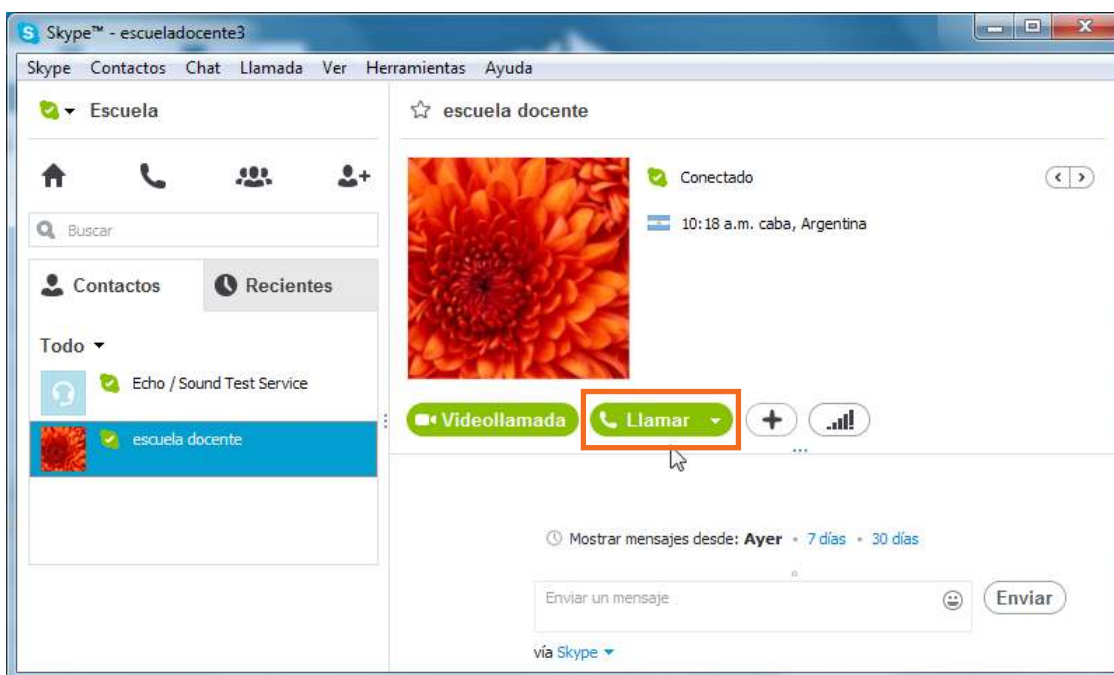 Skype™ - escueladocente3
Skype Contactos Chat Llamada Ver Herramientas Ayuda
Escuela
Buscar
Contactos Recientes
Todo
Echo / Sound Test Service
escuela docente
escuela docente
Conectado
10:18 a.m. caba, Argentina
Videollamada Llamar
Mostrar mensajes desde: Ayer • 7 días • 30 días
Enviar un mensaje Enviar
vía Skype